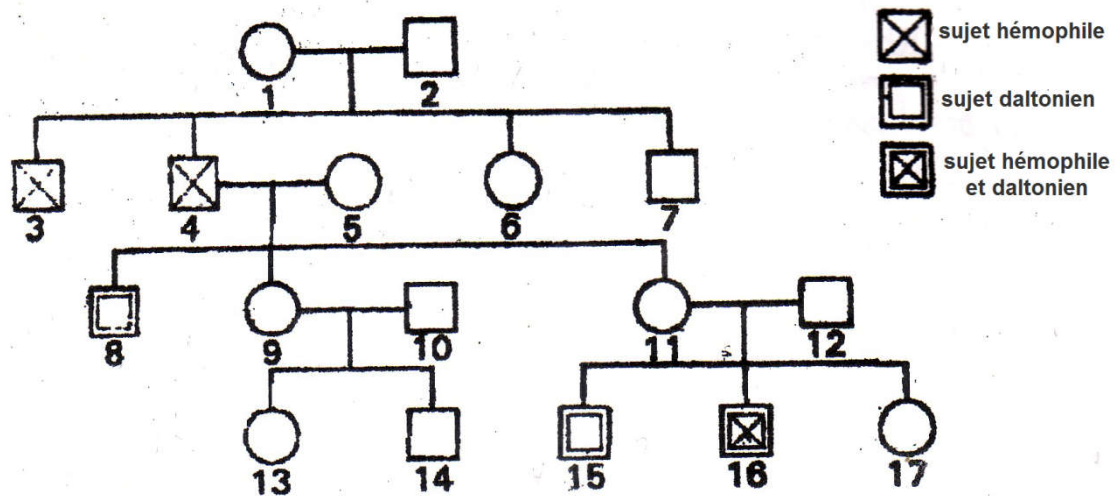 sujet hémophile
sujet daltonien
sujet hémophile
et daltonien
1 2
3 4 5 6 7
8 9 10 11 12
13 14 15 16 17